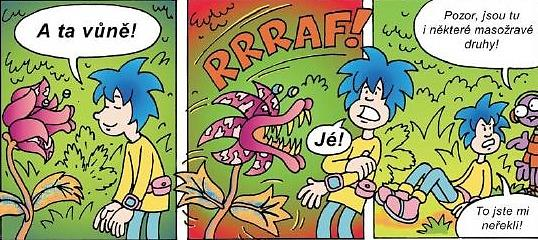 A ta vůně!
RRRAF!
Jé!
Pozor, jsou tu
i některé masožravé
druhy!
To jste mi
neřekli!